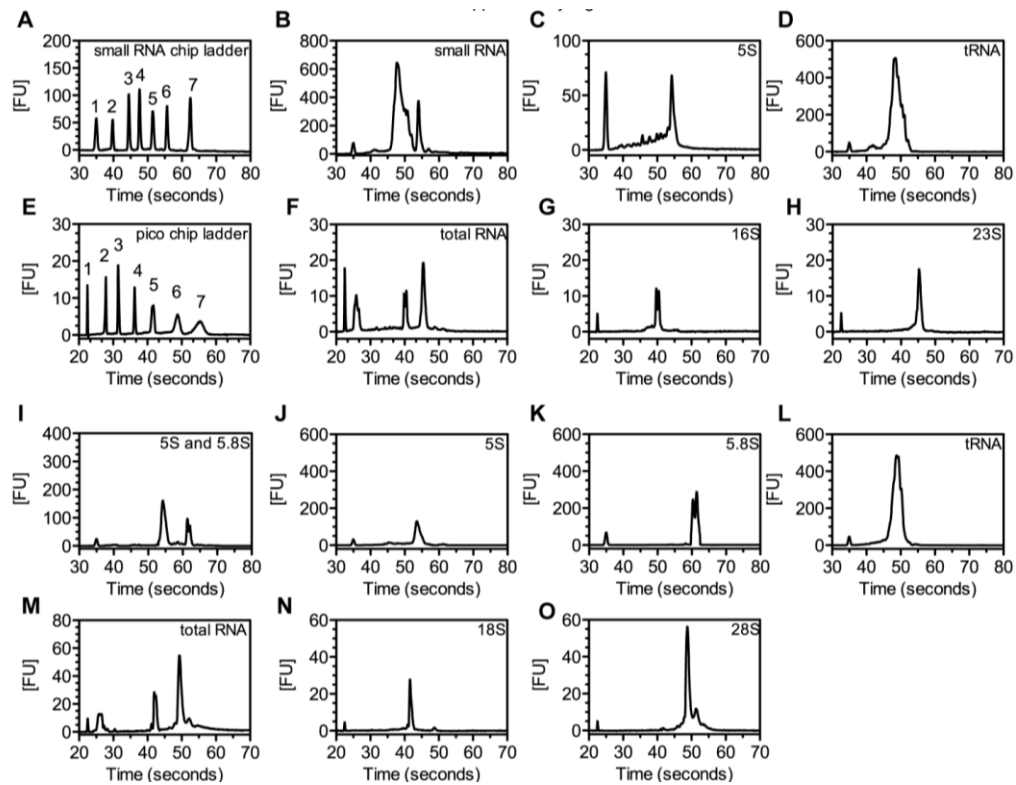 A
small RNA chip ladder
[FU]
200
150
100
50
0
1 2 3 4 5 6 7
30 40 50 60 70 80
Time (seconds)
B
small RNA
[FU]
800
600
400
200
0
30 40 50 60 70 80
Time (seconds)
C
5S
[FU]
100
50
0
30 40 50 60 70 80
Time (seconds)
D
tRNA
[FU]
600
400
200
0
30 40 50 60 70 80
Time (seconds)
E
pico chip ladder
[FU]
30
20
10
0
1 2 3 4 5 6 7
20 30 40 50 60 70
Time (seconds)
F
total RNA
[FU]
30
20
10
0
20 30 40 50 60 70
Time (seconds)
G
16S
[FU]
30
20
10
0
20 30 40 50 60 70
Time (seconds)
H
23S
[FU]
30
20
10
0
20 30 40 50 60 70
Time (seconds)
I
5S and 5.8S
[FU]
400
300
200
100
0
30 40 50 60 70 80
Time (seconds)
J
5S
[FU]
600
400
200
0
30 40 50 60 70 80
Time (seconds)
K
5.8S
[FU]
600
400
200
0
30 40 50 60 70 80
Time (seconds)
L
tRNA
[FU]
600
400
200
0
30 40 50 60 70 80
Time (seconds)
M
total RNA
[FU]
80
60
40
20
0
20 30 40 50 60 70
Time (seconds)
N
18S
[FU]
60
40
20
0
20 30 40 50 60 70
Time (seconds)
O
28S
[FU]
60
40
20
0
20 30 40 50 60 70
Time (seconds)